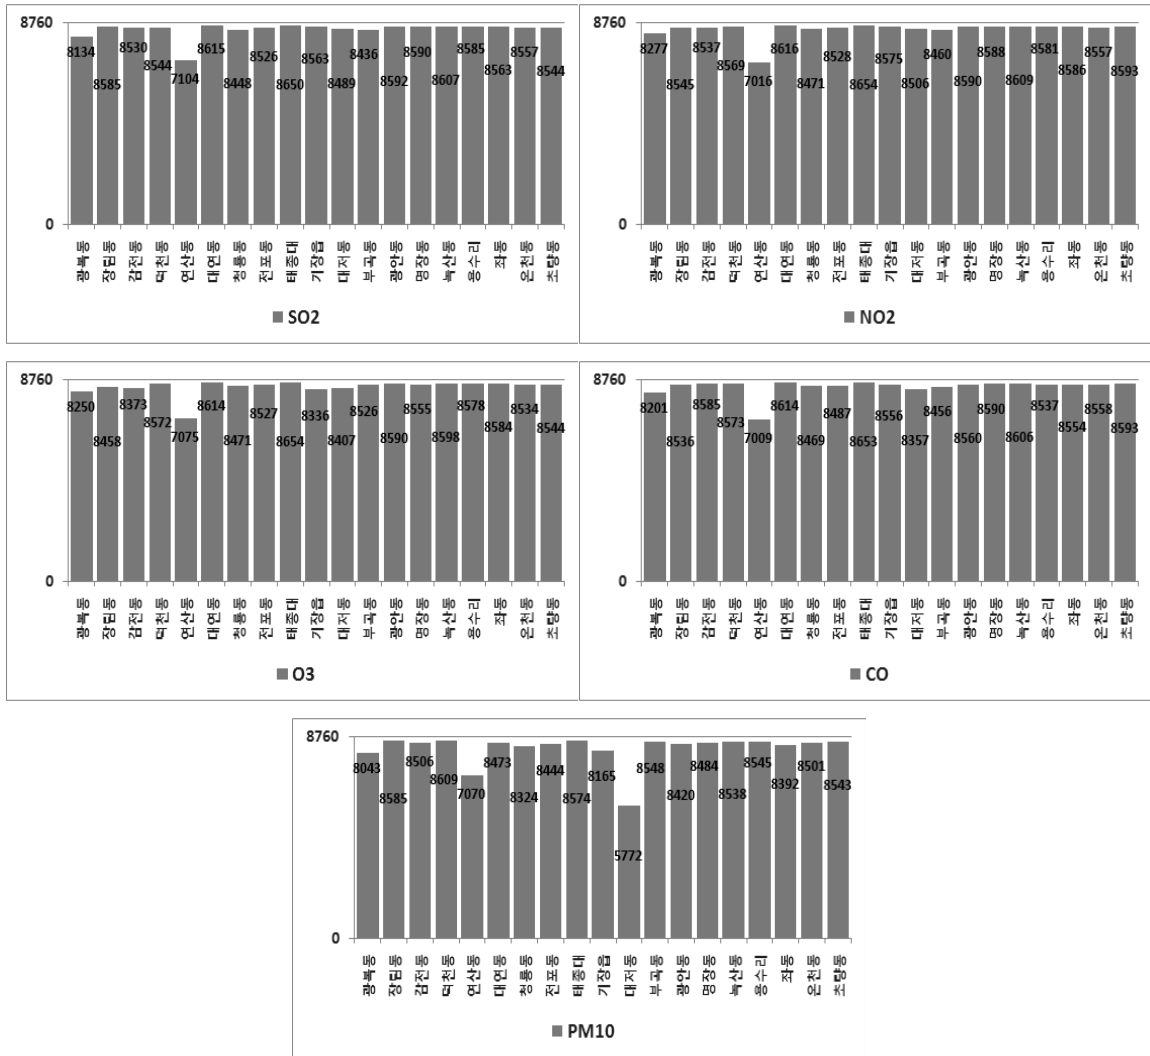 8760
8134 8585 8530 8544 7104 8615 8448 8526 8650 8563 8489 8436 8592 8590 8607 8585 8563 8557 8544
0
광복동 장림동 감전동 덕천동 연산동 대연동 청룡동 전포동 태종대 기장읍 대저동 부곡동 광안동 명장동 녹산동 용수리 좌동 온천동 초량동
SO2
8760
8277 8545 8537 8569 7016 8616 8471 8528 8654 8575 8506 8460 8590 8588 8609 8581 8586 8557 8593
0
광복동 장림동 감전동 덕천동 연산동 대연동 청룡동 전포동 태종대 기장읍 대저동 부곡동 광안동 명장동 녹산동 용수리 좌동 온천동 초량동
NO2
8760
8250 8458 8373 8572 7075 8614 8471 8527 8654 8336 8407 8526 8590 8555 8598 8578 8584 8534 8544
0
광복동 장림동 감전동 덕천동 연산동 대연동 청룡동 전포동 태종대 기장읍 대저동 부곡동 광안동 명장동 녹산동 용수리 좌동 온천동 초량동
O3
8760
8201 8536 8585 8573 7009 8614 8469 8487 8653 8556 8357 8456 8560 8590 8606 8537 8554 8558 8593
0
광복동 장림동 감전동 덕천동 연산동 대연동 청룡동 전포동 태종대 기장읍 대저동 부곡동 광안동 명장동 녹산동 용수리 좌동 온천동 초량동
CO
8760
8043 8585 8506 8609 7070 8473 8324 8444 8574 8165 5772 8548 8420 8484 8538 8545 8392 8501 8543
0
광복동 장림동 감전동 덕천동 연산동 대연동 청룡동 전포동 태종대 기장읍 대저동 부곡동 광안동 명장동 녹산동 용수리 좌동 온천동 초량동
PM10